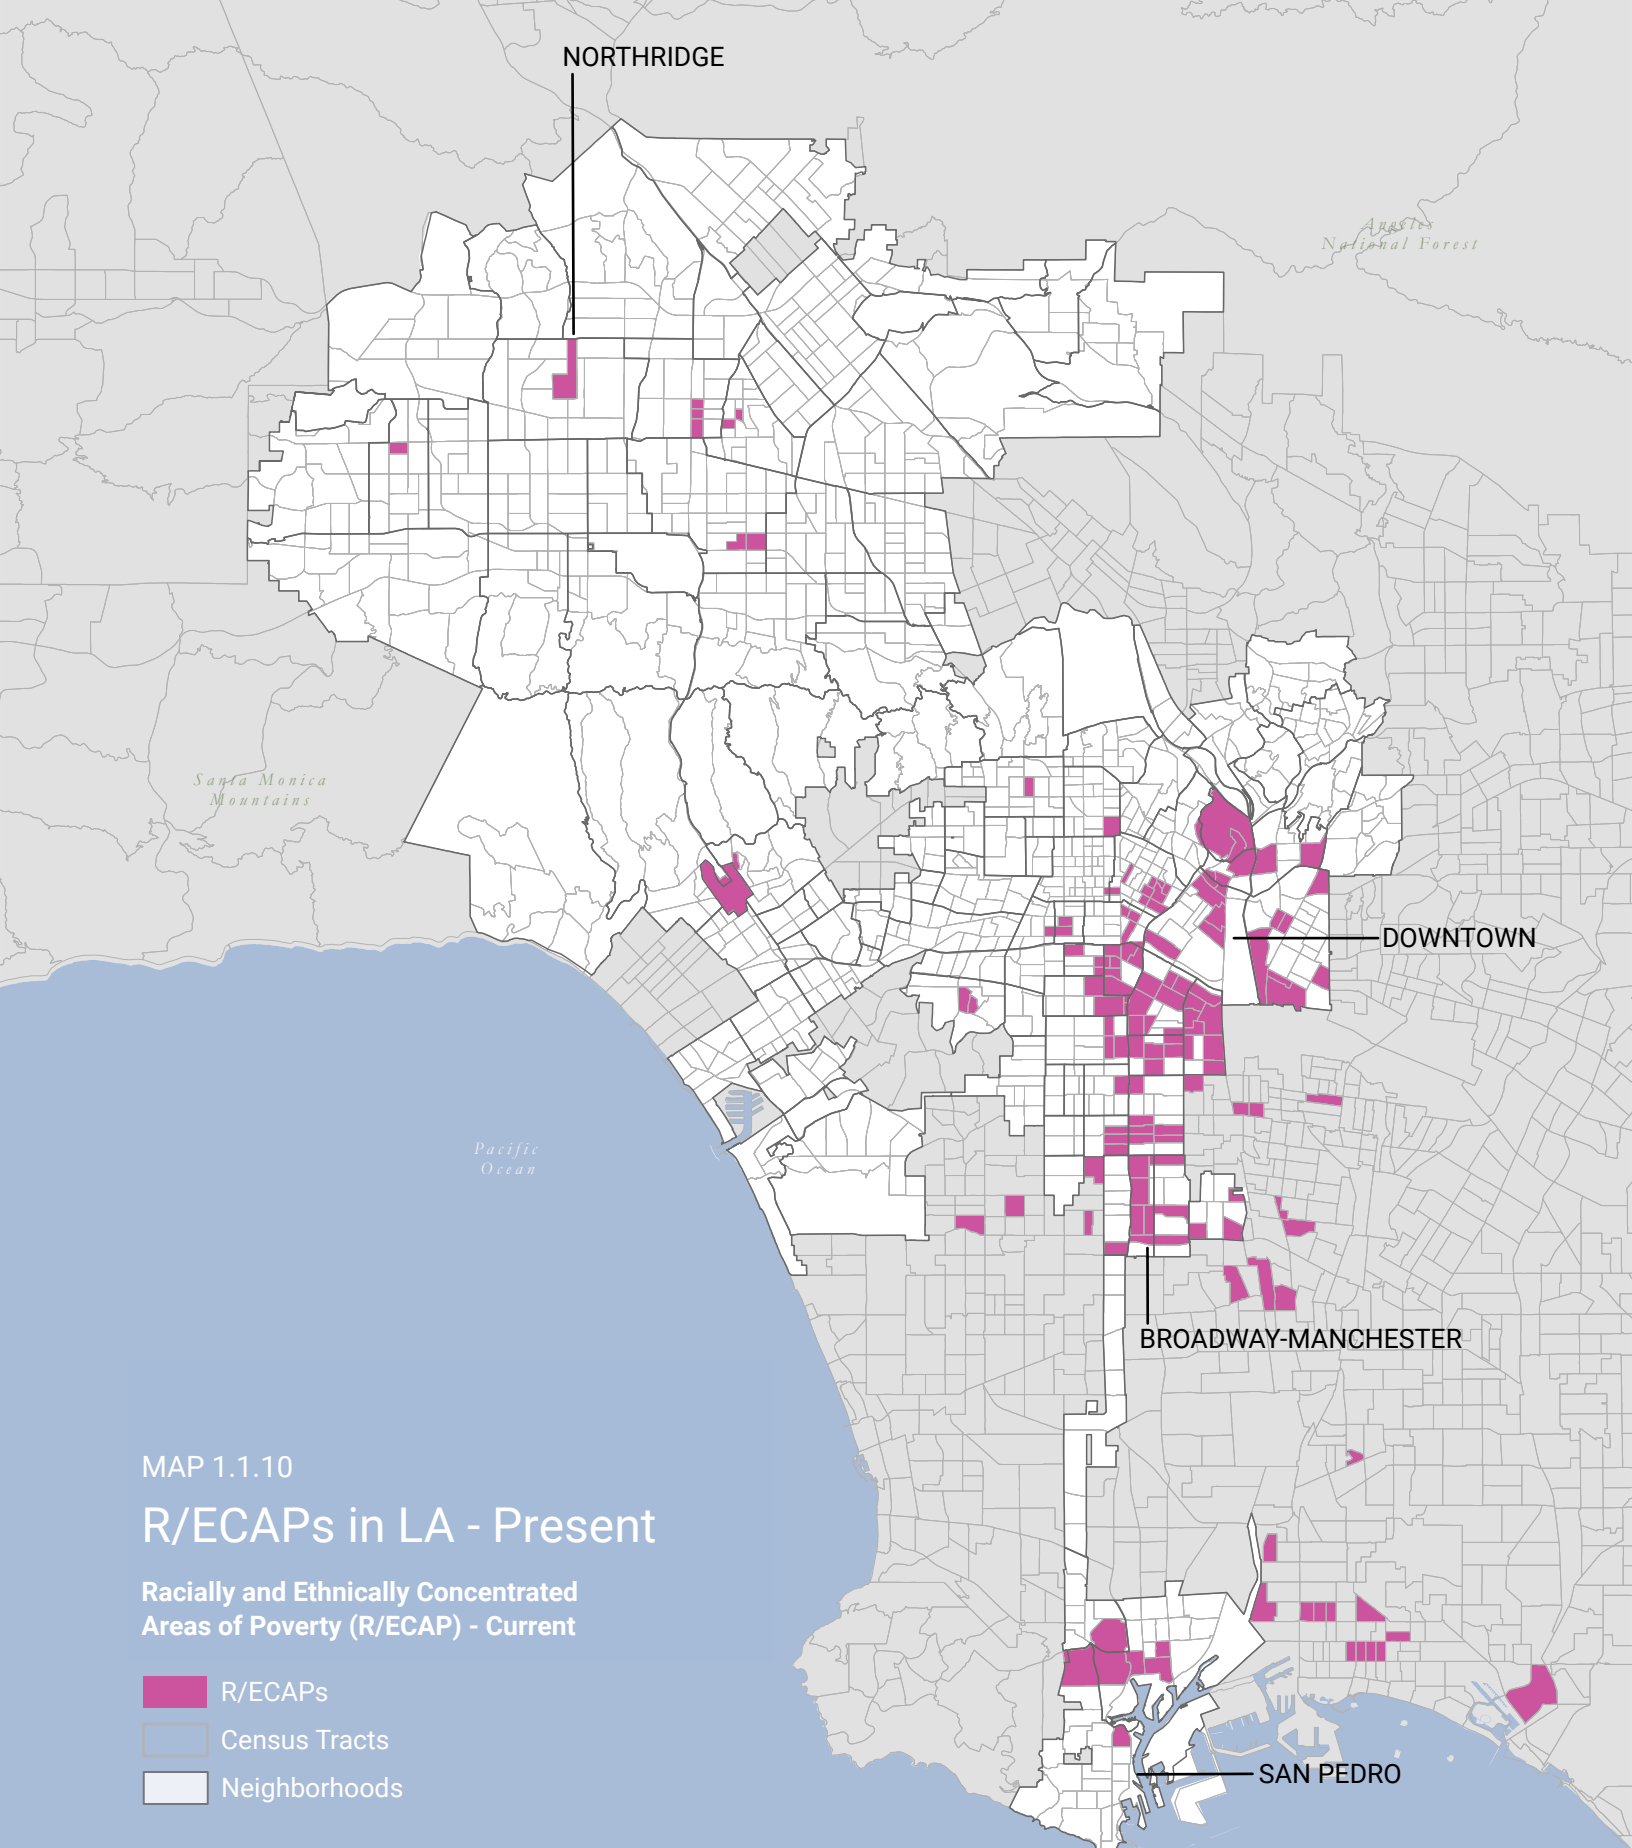 NORTHRIDGE
Angeles
National Forest
Santa Monica
Mountains
DOWNTOWN
Pacific
Ocean
BROADWAY-MANCHESTER
MAP 1.1.10
R/ECAPs in LA - Present
Racially and Ethnically Concentrated
Areas of Poverty (R/ECAP) - Current
R/ECAPs
Census Tracts
Neighborhoods
SAN PEDRO